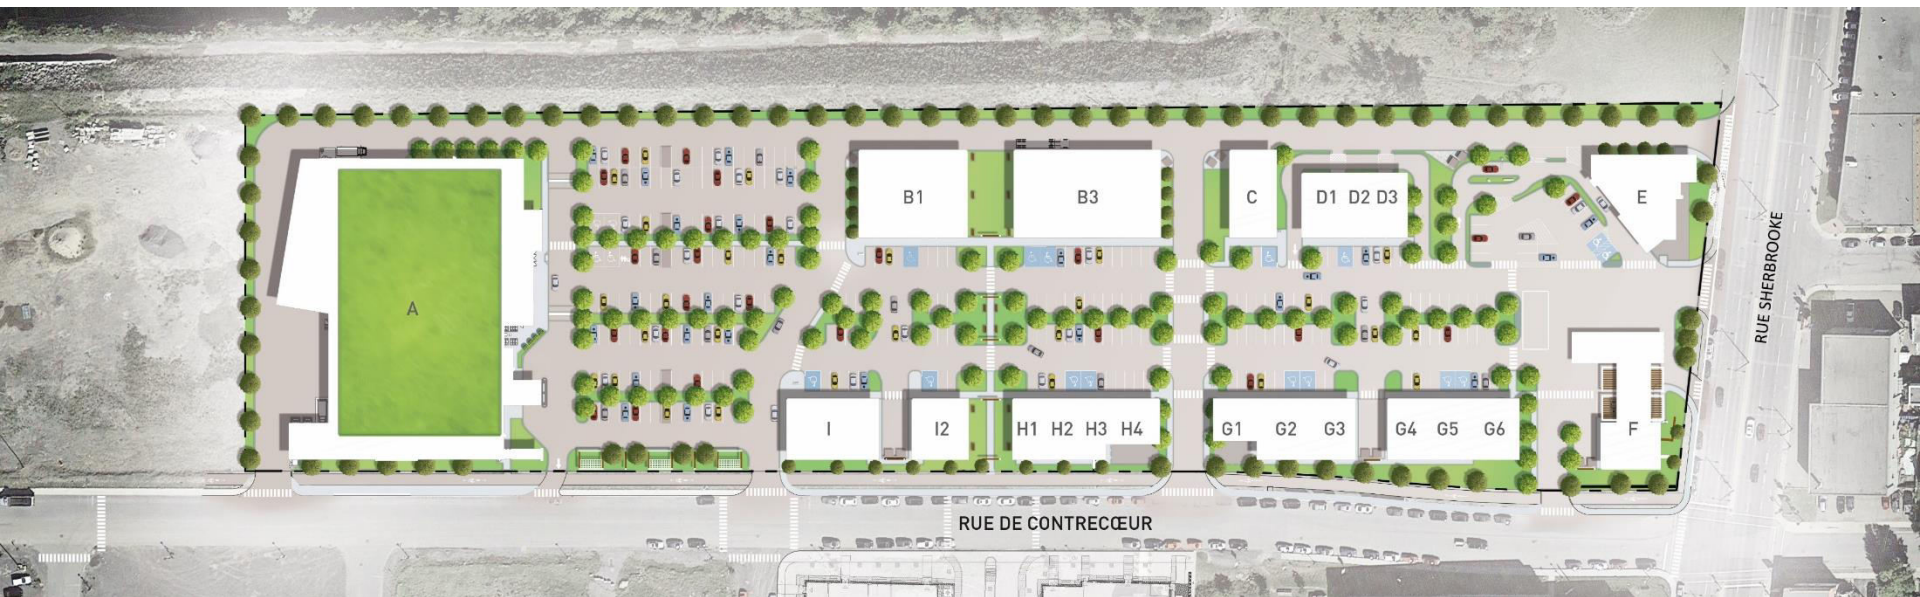 B1
B3
C
D1 D2 D3
E
A
RUE SHERBROOKE
I
I2
H1 H2 H3 H4
G1 G2 G3
G4 G5 G6
F
RUE DE CONTRECŒUR